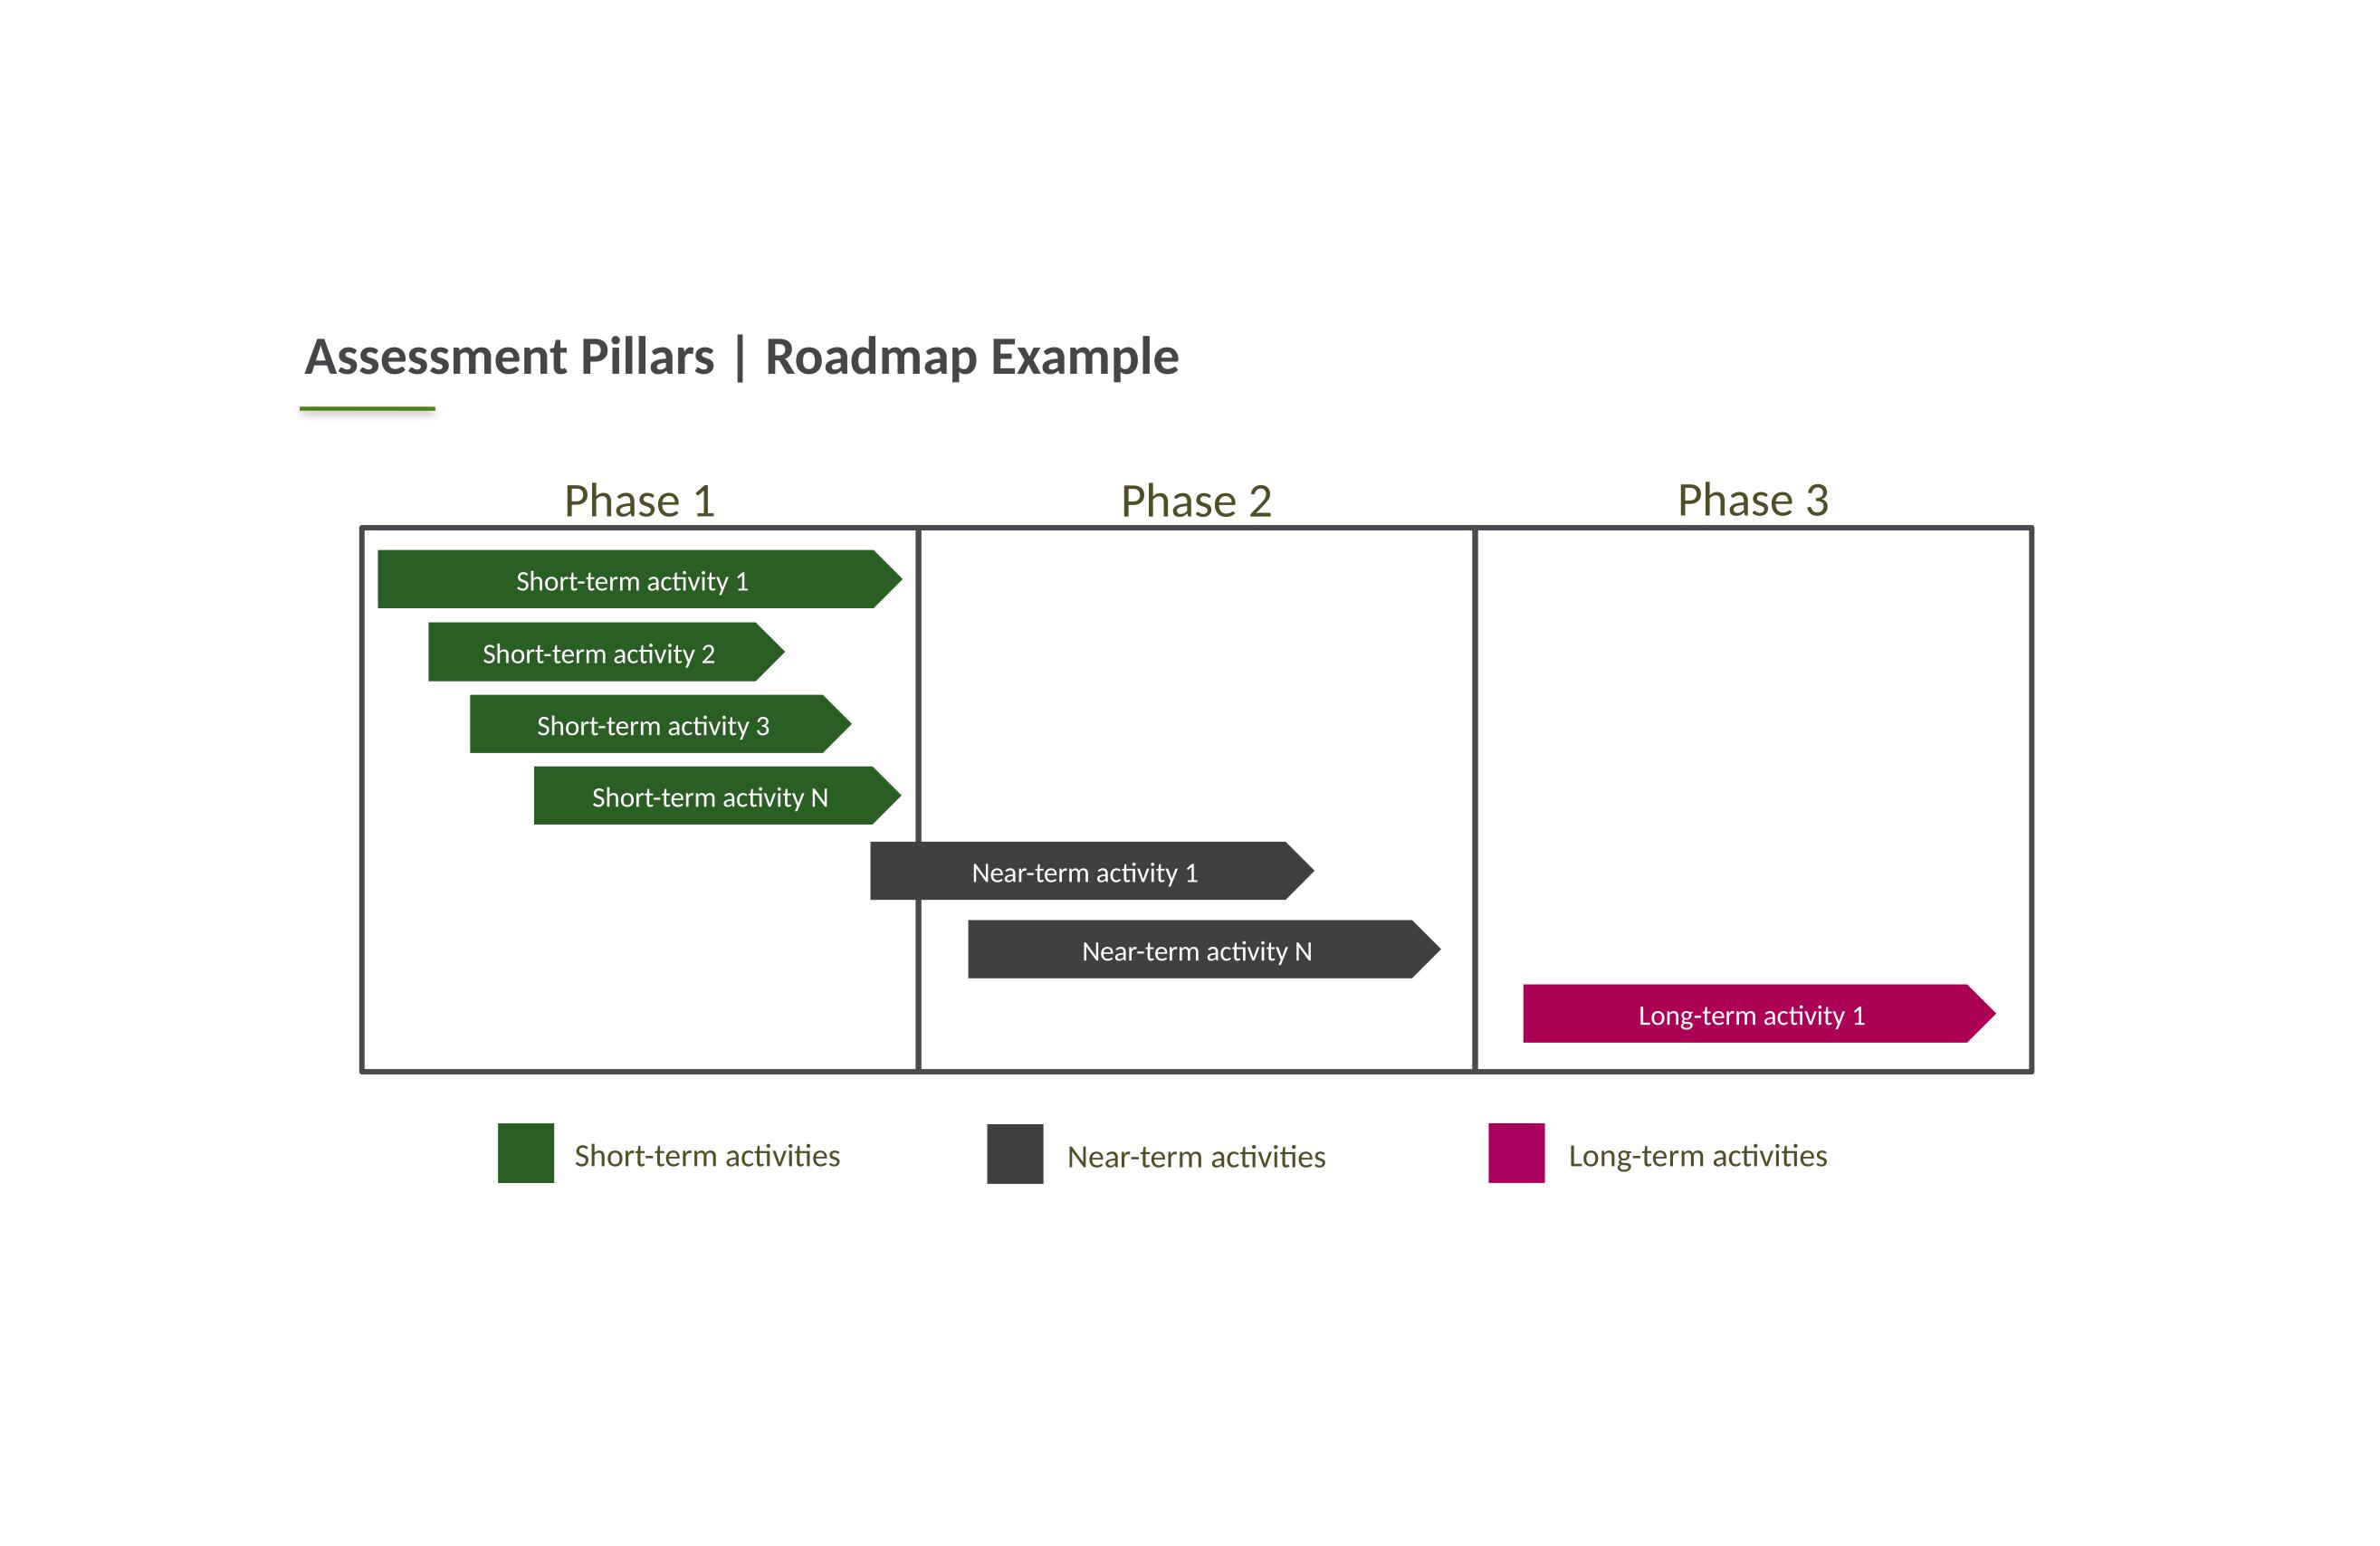 Assessment Pillars | Roadmap Example
Phase 1
Phase 2
Phase 3
Short-term activity 1
Short-term activity 2
Short-term activity 3
Short-term activity N
Near-term activity 1
Near-term activity N
Long-term activity 1
Short-term activities
Near-term activities
Long-term activities